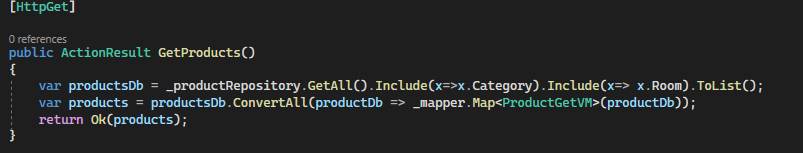 [HttpGet]
0 references
public ActionResult GetProducts()
{
    var productsDb = _productRepository.GetAll().Include(x=>x.Category).Include(x=> x.Room).ToList();
    var products = productsDb.ConvertAll(productDb => _mapper.Map<ProductGetVM>(productDb));
    return Ok(products);
}